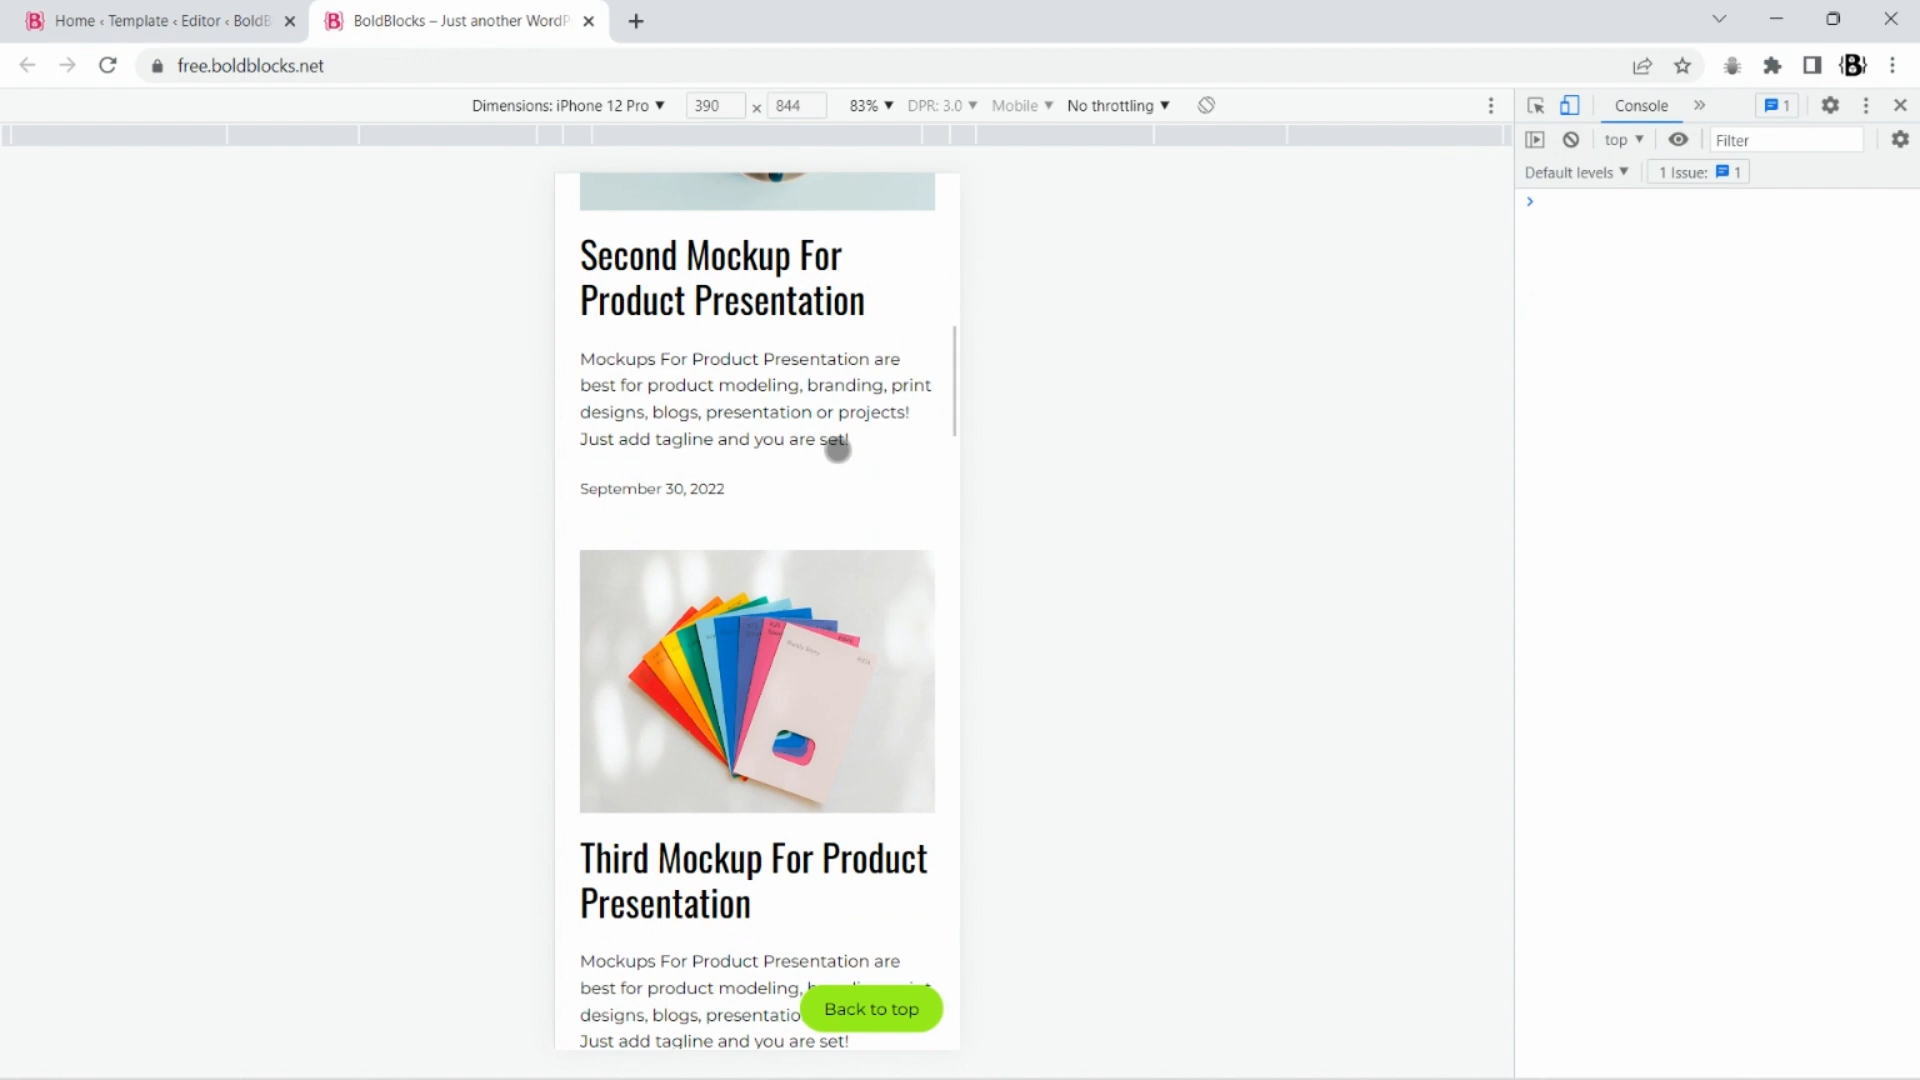 Home ‹ Template ‹ Editor ‹ BoldB
BoldBlocks – Just another WordP
free.boldblocks.net
Dimensions: iPhone 12 Pro
390
x
844
83%
DPR: 3.0
Mobile
No throttling
Console
1
top
Filter
Default levels
1 Issue:
1
Second Mockup For
Product Presentation
Mockups For Product Presentation are
best for product modeling, branding, print
designs, blogs, presentation or projects!
Just add tagline and you are set!
September 30, 2022
Third Mockup For Product
Presentation
Mockups For Product Presentation are
best for product modeling,
designs, blogs, presentatio
Just add tagline and you are set!
Back to top